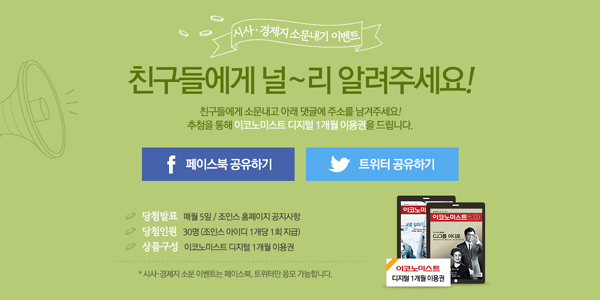 시사·경제지 소문내기 이벤트
친구들에게 널~리 알려주세요!
친구들에게 소문내고 아래 댓글에 주소를 남겨주세요!
추첨을 통해 이코노미스트 디지털 1개월 이용권을 드립니다.
f 페이스북 공유하기
트위터 공유하기
당첨발표 매월 5일 / 조인스 홈페이지 공지사항
당첨인원 30명 (조인스 아이디 1개당 1회 지급)
상품구성 이코노미스트 디지털 1개월 이용권
이코노미스트
이코노미스트
디지털 1개월 이용권
* 시사·경제지 소문 이벤트는 페이스북, 트위터만 응모 가능합니다.